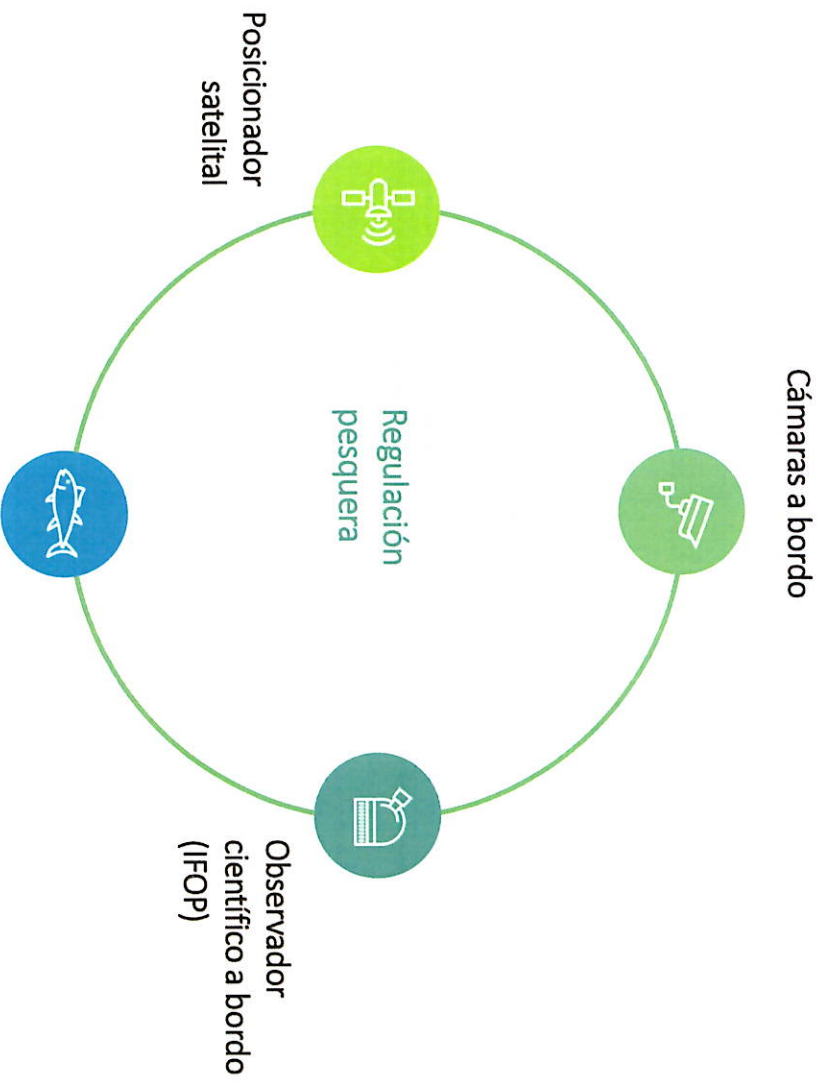 Cámaras a bordo
Posicionador
satelital
Regulación
pesquera
Observador
científico a bordo
(IFOP)